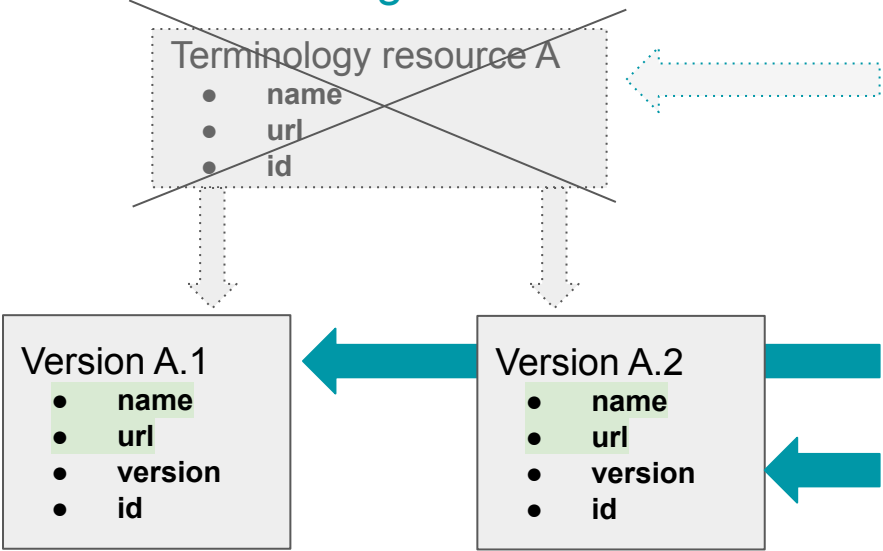 Terminology resource A
● name
● url
● id
Version A.1
● name
● url
● version
● id
Version A.2
● name
● url
● version
● id